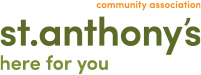 community association
st.anthony's
here for you